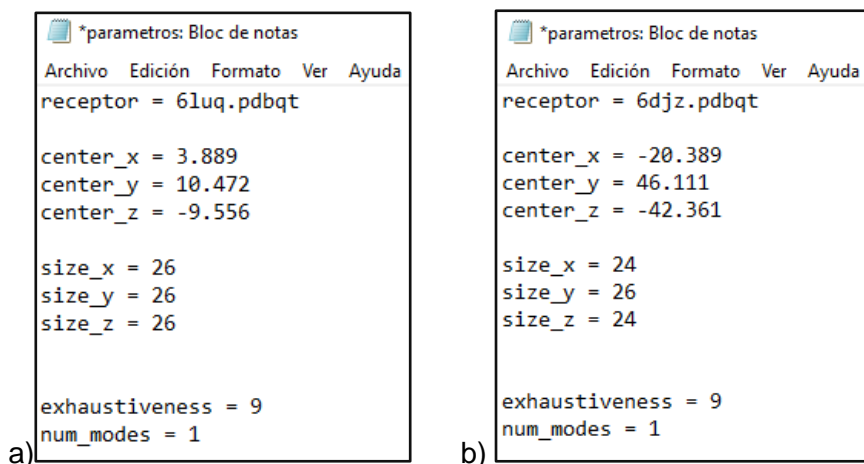 *parametros: Bloc de notas
Archivo Edición Formato Ver Ayuda
receptor = 6luq.pdbqt
center_x = 3.889
center_y = 10.472
center_z = -9.556
size_x = 26
size_y = 26
size_z = 26
exhaustiveness = 9
num_modes = 1
a)
*parametros: Bloc de notas
Archivo Edición Formato Ver Ayuda
receptor = 6djz.pdbqt
center_x = -20.389
center_y = 46.111
center_z = -42.361
size_x = 24
size_y = 26
size_z = 24
exhaustiveness = 9
num_modes = 1
b)